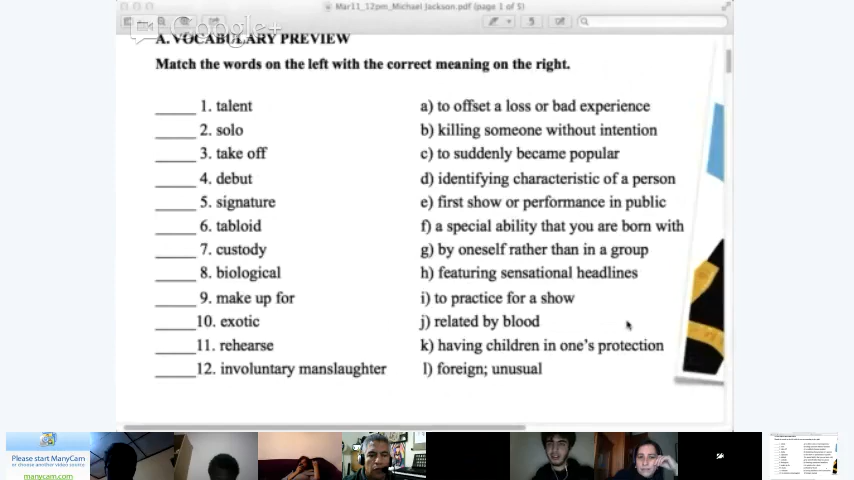 Mar11_12pm_Michael Jackson.pdf (page 1 of 5)
Google+
A. VOCABULARY PREVIEW
Match the words on the left with the correct meaning on the right.
_____ 1. talent a) to offset a loss or bad experience
_____ 2. solo b) killing someone without intention
_____ 3. take off c) to suddenly became popular
_____ 4. debut d) identifying characteristic of a person
_____ 5. signature e) first show or performance in public
_____ 6. tabloid f) a special ability that you are born with
_____ 7. custody g) by oneself rather than in a group
_____ 8. biological h) featuring sensational headlines
_____ 9. make up for i) to practice for a show
_____10. exotic j) related by blood
_____11. rehearse k) having children in one's protection
_____12. involuntary manslaughter l) foreign; unusual
Please start ManyCam
or choose another video source
manycam.com